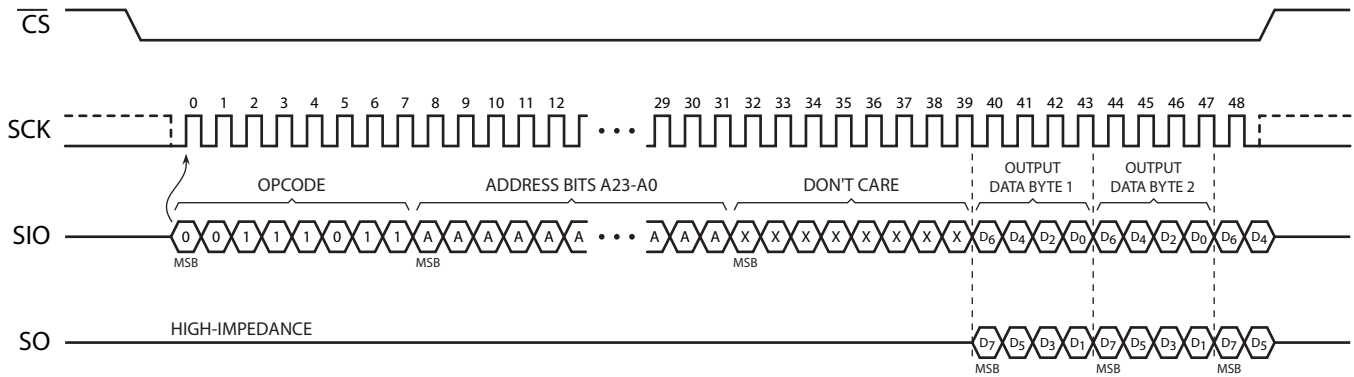 CS
0 1 2 3 4 5 6 7 8 9 10 11 12 29 30 31 32 33 34 35 36 37 38 39 40 41 42 43 44 45 46 47 48
SCK
OPCODE ADDRESS BITS A23-A0 DON'T CARE OUTPUT DATA BYTE 1 OUTPUT DATA BYTE 2
SIO 0 0 1 1 1 0 1 1 A A A A A A A A A X X X X X X X X D6 D4 D2 D0 D6 D4 D2 D0 D6 D4
MSB MSB MSB
HIGH-IMPEDANCE
SO D7 D5 D3 D1 D7 D5 D3 D1 D7 D5
MSB MSB MSB